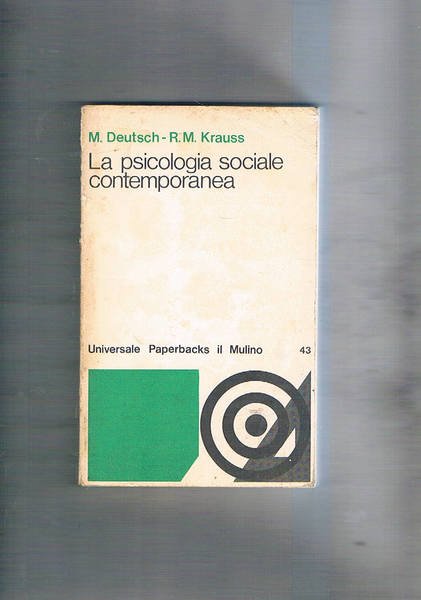 M. Deutsch - R. M. Krauss
La psicologia sociale
contemporanea
Universale Paperbacks il Mulino 43